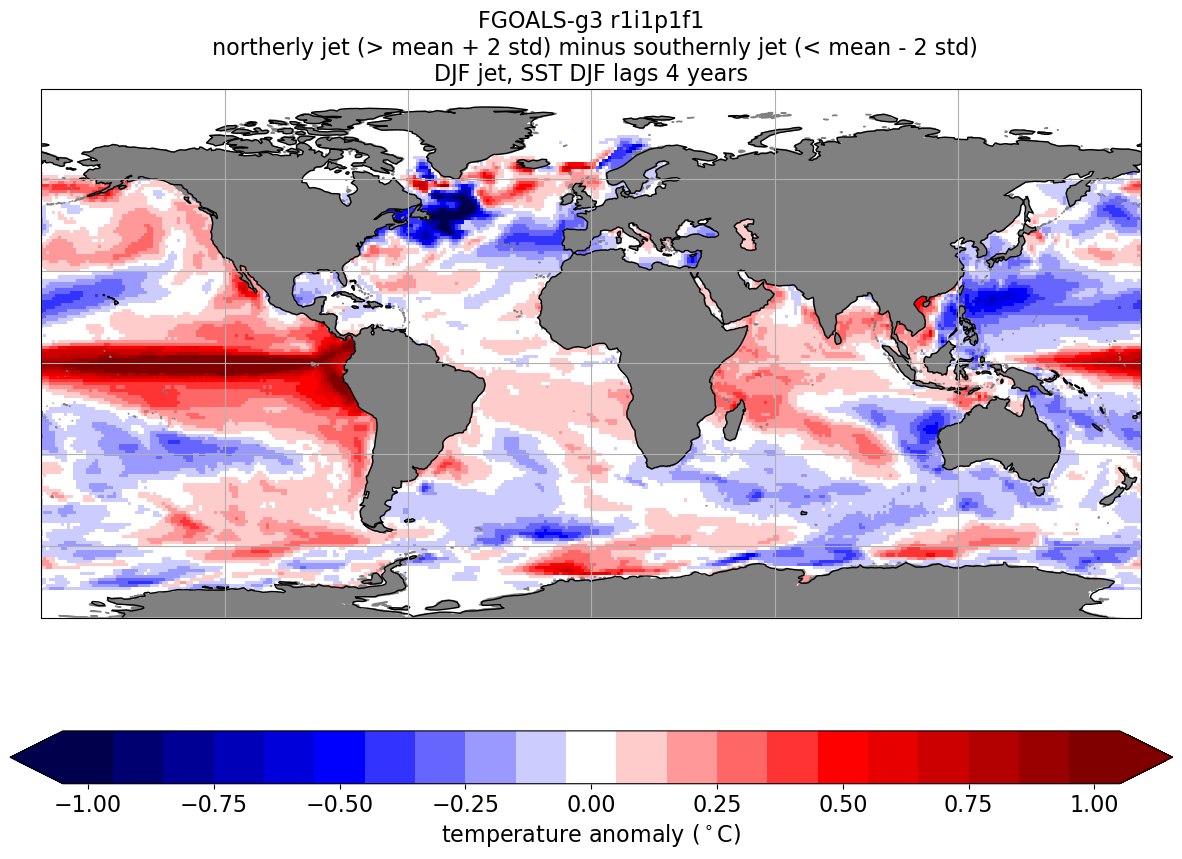 FGOALS-g3 r1i1p1f1
northerly jet (> mean + 2 std) minus southernly jet (< mean - 2 std)
DJF jet, SST DJF lags 4 years
−1.00 −0.75 −0.50 −0.25 0.00 0.25 0.50 0.75 1.00
temperature anomaly (°C)